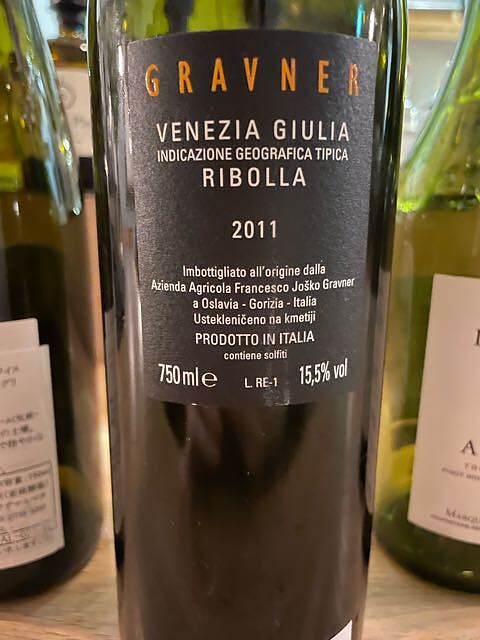 GRAVNER
VENEZIA GIULIA
INDICAZIONE GEOGRAFICA TIPICA
RIBOLLA
2011
Imbottigliato all'origine dalla
Azienda Agricola Francesco Joško Gravner
a Oslavia - Gorizia - Italia
Ustekleničeno na kmetiji
PRODOTTO IN ITALIA
contiene solfiti
750 ml e L. RE-1 15,5% vol